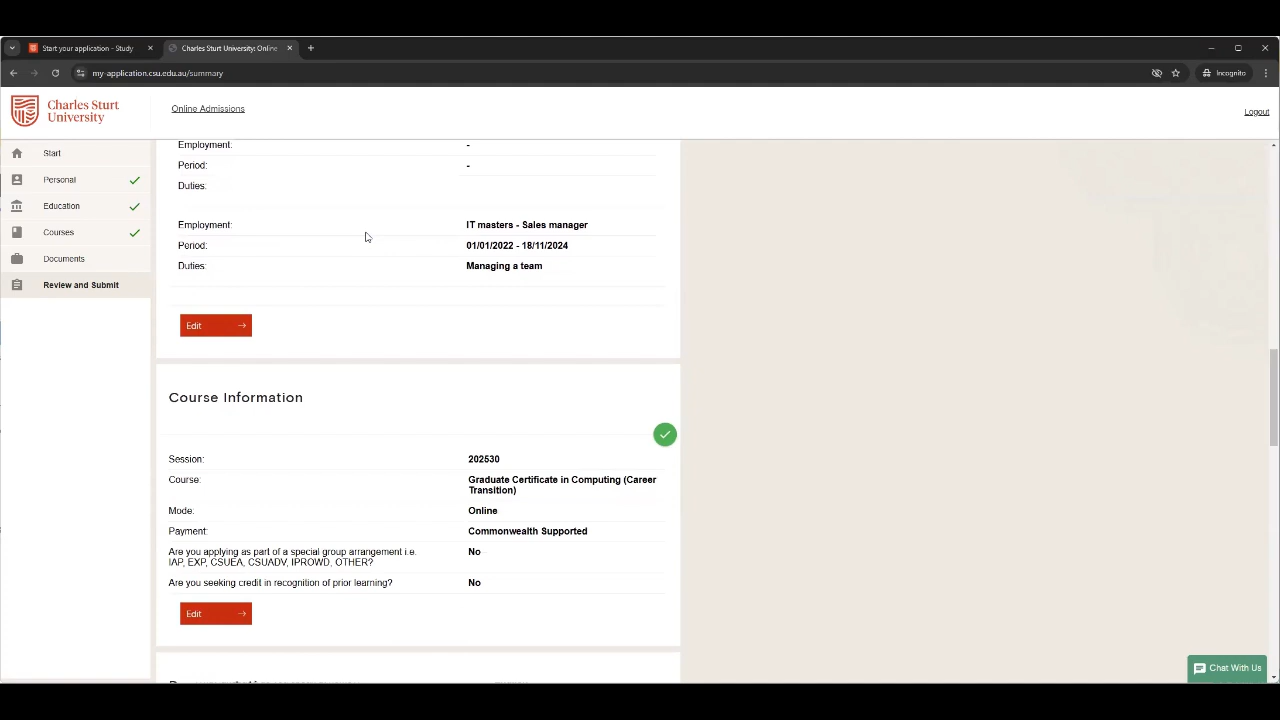 Start your application - Study
Charles Sturt University: Online
my-application.csu.edu.au/summary
Incognito
Charles Sturt
University
Online Admissions
Logout
Start
Personal
Education
Courses
Documents
Review and Submit
Employment: -
Period: -
Duties:
Employment: IT masters - Sales manager
Period: 01/01/2022 - 18/11/2024
Duties: Managing a team
Edit
Course Information
Session: 202530
Course: Graduate Certificate in Computing (Career
Transition)
Mode: Online
Payment: Commonwealth Supported
Are you applying as part of a special group arrangement i.e. No
IAP, EXP, CSUEA, CSUADV, IPROWD, OTHER?
Are you seeking credit in recognition of prior learning? No
Edit
Chat With Us